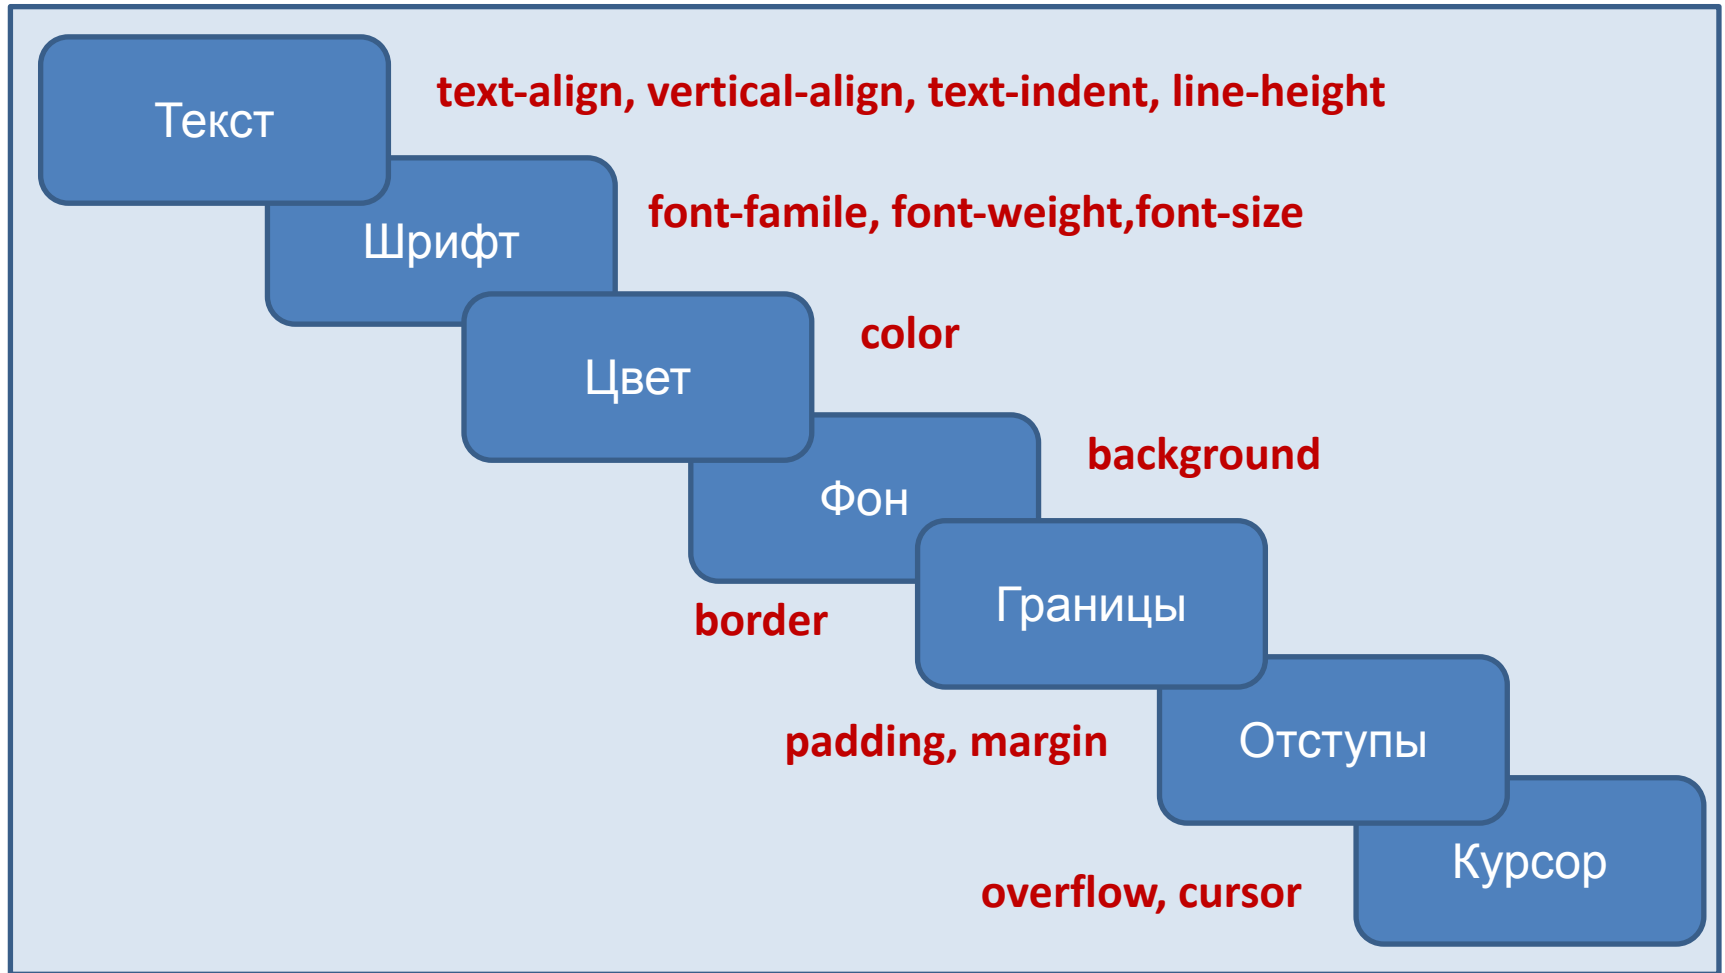 Текст
text-align, vertical-align, text-indent, line-height
Шрифт
font-famile, font-weight,font-size
Цвет
color
Фон
background
Границы
border
Отступы
padding, margin
Курсор
overflow, cursor